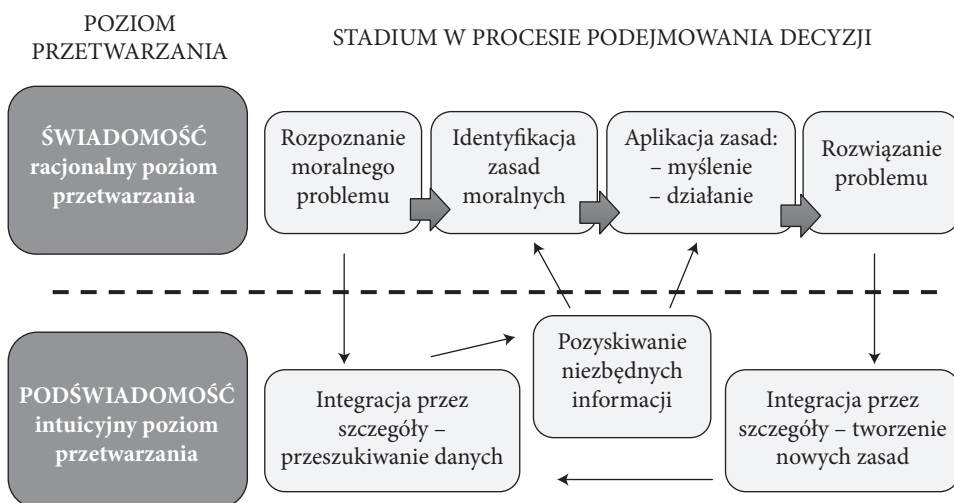 POZIOM
PRZETWARZANIA
STADIUM W PROCESIE PODEJMOWANIA DECYZJI
ŚWIADOMOŚĆ
racjonalny poziom
przetwarzania
Rozpoznanie
moralnego
problemu
Identyfikacja
zasad
moralnych
Aplikacja zasad:
– myślenie
– działanie
Rozwiązanie
problemu
PODŚWIADOMOŚĆ
intuicyjny poziom
przetwarzania
Integracja przez
szczegóły –
przeszukiwanie danych
Pozyskiwanie
niezbędnych
informacji
Integracja przez
szczegóły – tworzenie
nowych zasad